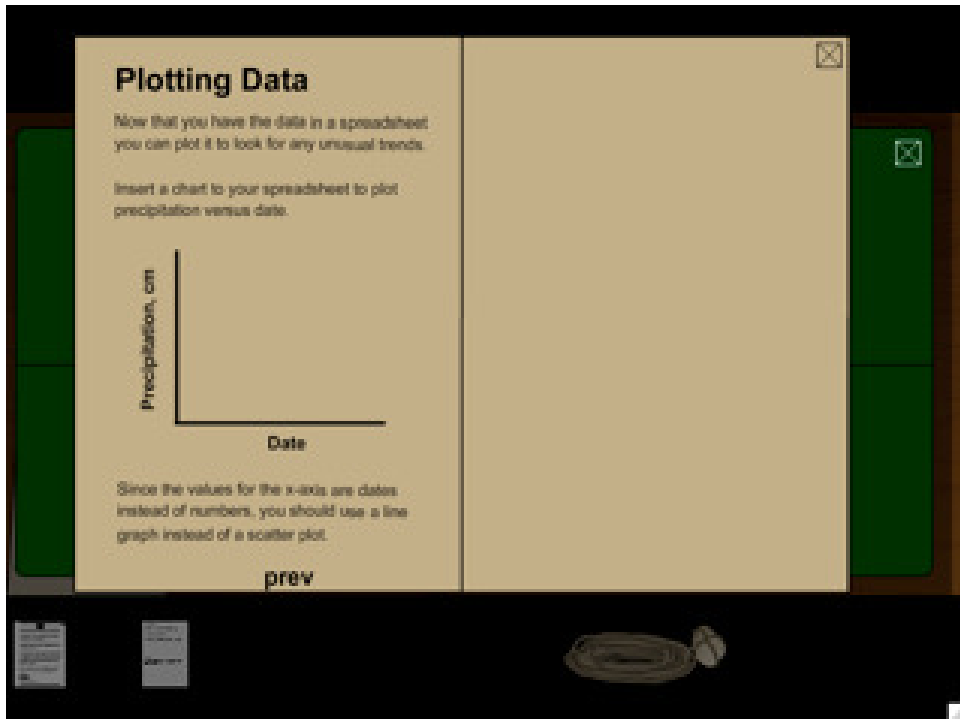 Plotting Data
Now that you have the data in a spreadsheet
you can plot it to look for any unusual trends.
Insert a chart to your spreadsheet to plot
precipitation versus date.
Precipitation, cm
Date
Since the values for the x-axis are dates
instead of numbers, you should use a line
graph instead of a scatter plot.
prev